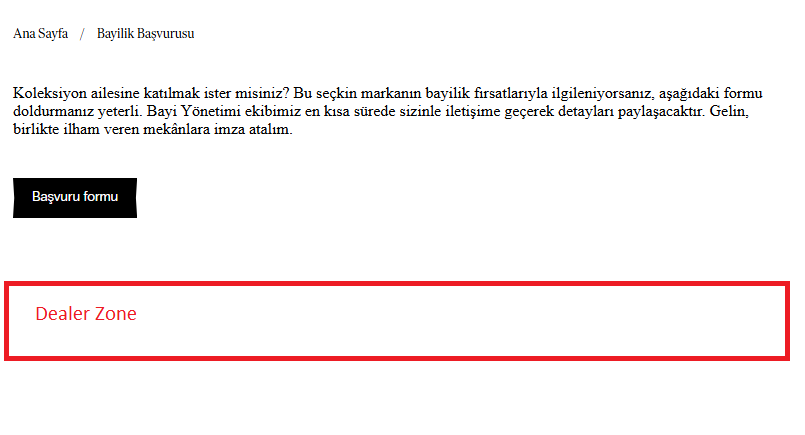 Ana Sayfa / Bayilik Başvurusu
Koleksiyon ailesine katılmak ister misiniz? Bu seçkin markanın bayilik fırsatlarıyla ilgileniyorsanız, aşağıdaki formu
doldurmanız yeterli. Bayi Yönetimi ekibimiz en kısa sürede sizinle iletişime geçerek detayları paylaşacaktır. Gelin,
birlikte ilham veren mekânlara imza atalım.
Başvuru formu
Dealer Zone